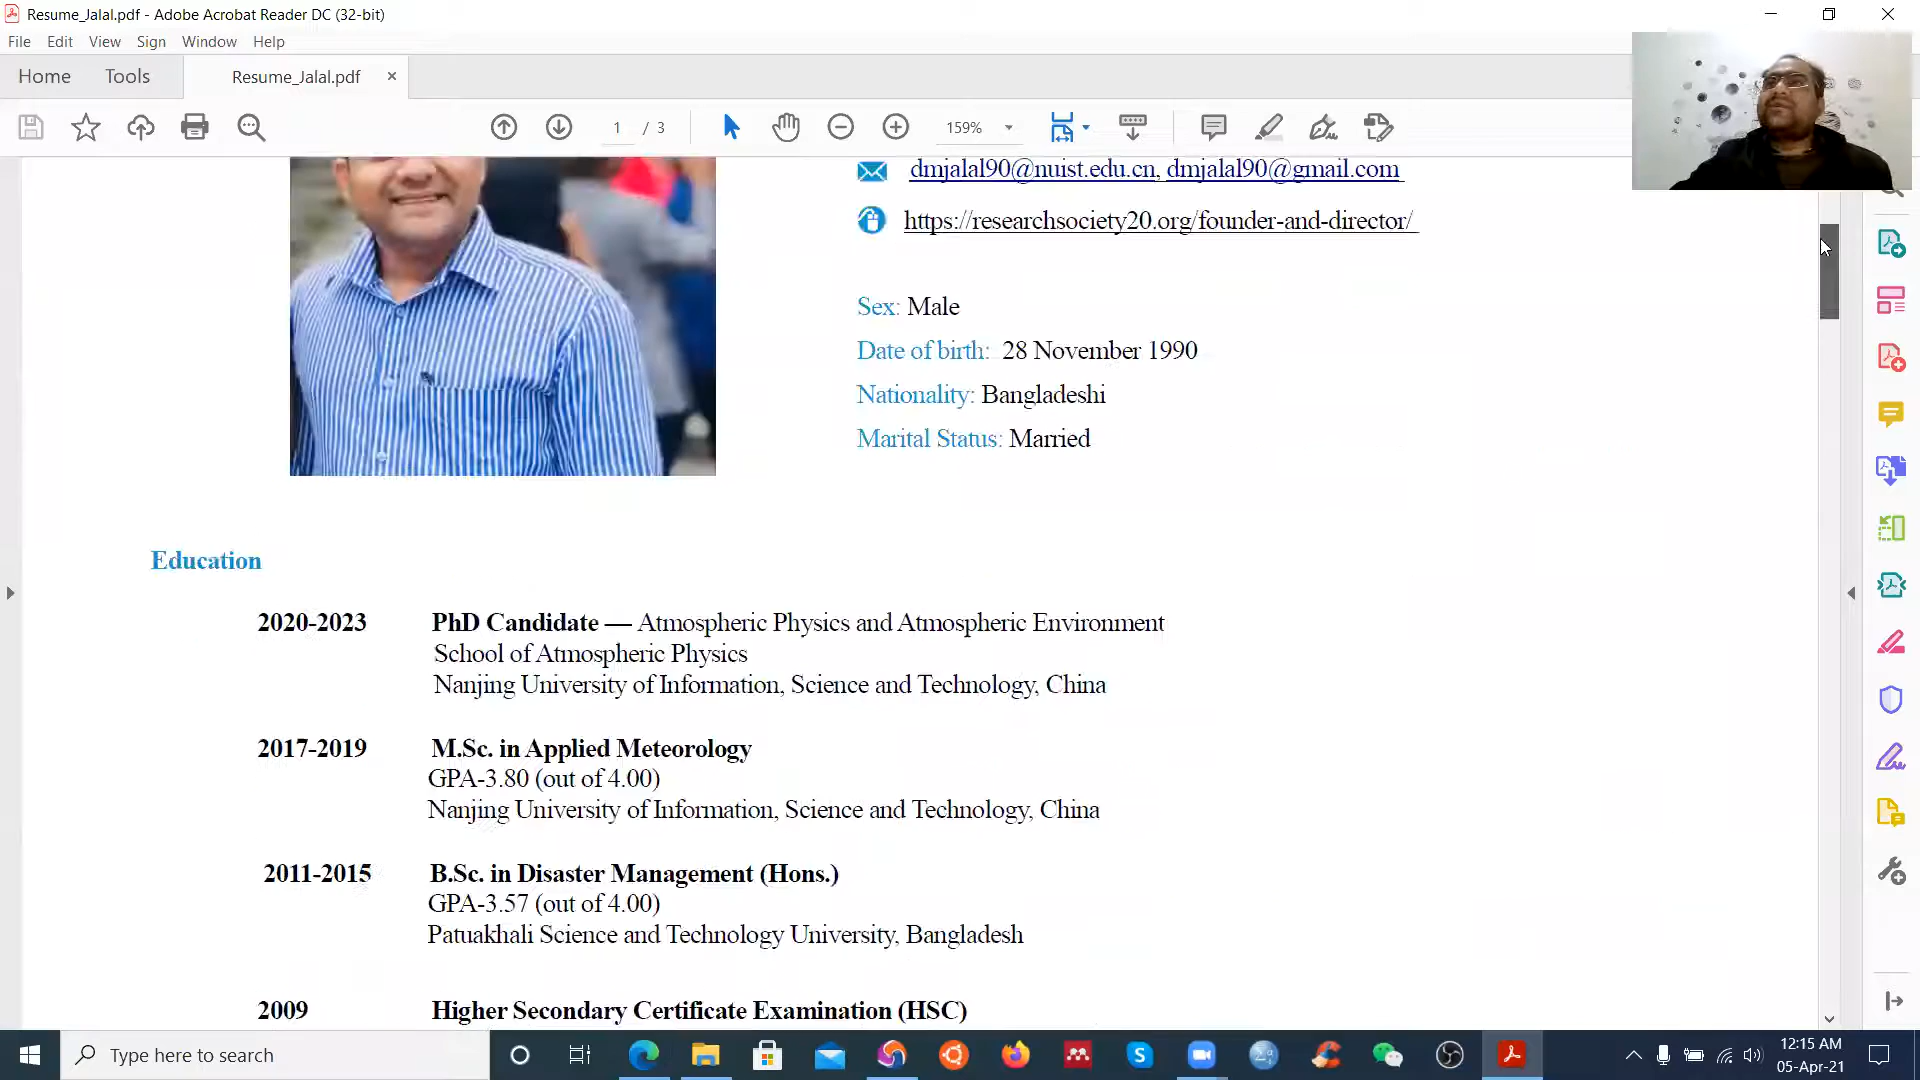 Resume_Jalal.pdf - Adobe Acrobat Reader DC (32-bit)
File Edit View Sign Window Help
Home Tools Resume_Jalal.pdf ×
1 / 3 159%
dmjalal90@nuist.edu.cn, dmjalal90@gmail.com
https://researchsociety20.org/founder-and-director/
Sex: Male
Date of birth: 28 November 1990
Nationality: Bangladeshi
Marital Status: Married
Education
2020-2023 PhD Candidate — Atmospheric Physics and Atmospheric Environment
School of Atmospheric Physics
Nanjing University of Information, Science and Technology, China
2017-2019 M.Sc. in Applied Meteorology
GPA-3.80 (out of 4.00)
Nanjing University of Information, Science and Technology, China
2011-2015 B.Sc. in Disaster Management (Hons.)
GPA-3.57 (out of 4.00)
Patuakhali Science and Technology University, Bangladesh
2009 Higher Secondary Certificate Examination (HSC)
Type here to search
12:15 AM
05-Apr-21